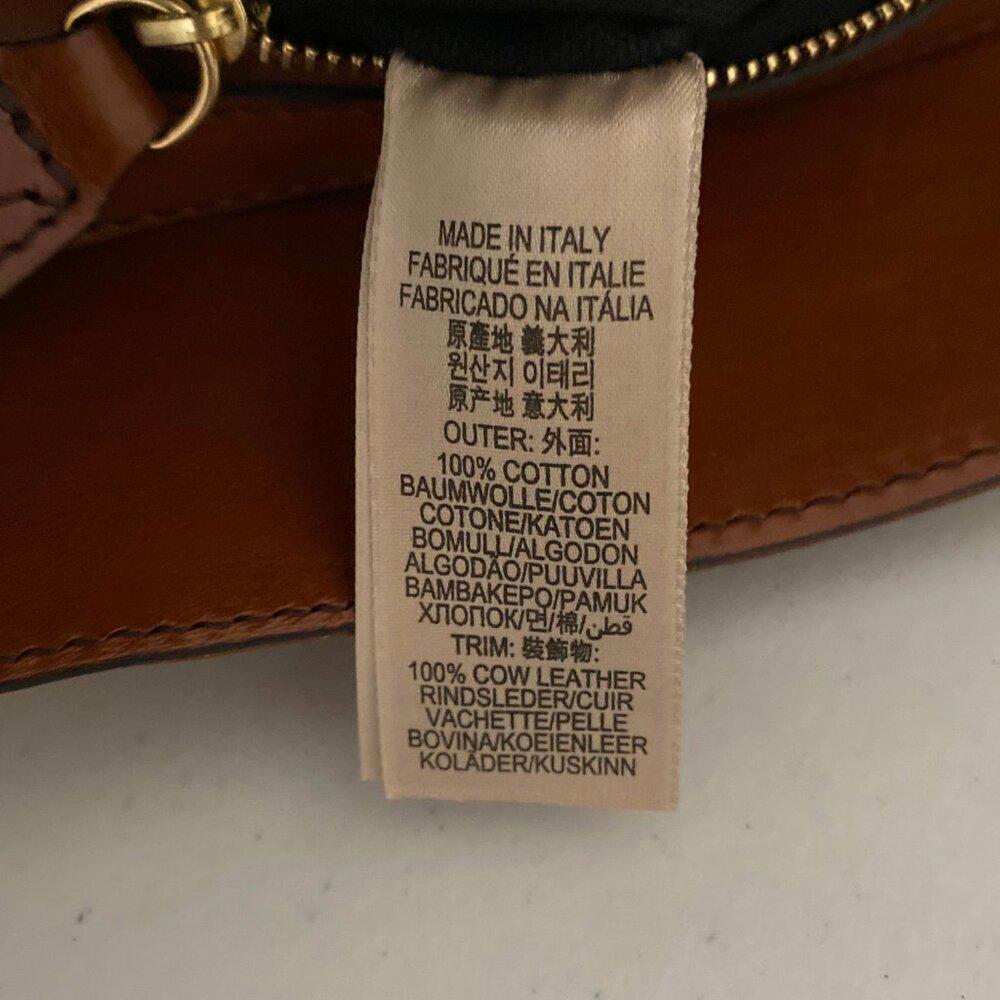 MADE IN ITALY
FABRIQUÉ EN ITALIE
FABRICADO NA ITÁLIA
原產地 義大利
원산지 이태리
原产地 意大利
OUTER: 外面:
100% COTTON
BAUMWOLLE/COTON
COTONE/KATOEN
BOMULL/ALGODON
ALGODÃO/PUUVILLA
BAMBAKEPO/PAMUK
ХЛОПОК/면/棉/قطن
TRIM: 裝飾物:
100% COW LEATHER
RINDSLEDER/CUIR
VACHETTE/PELLE
BOVINA/KOEIENLEER
KOLÄDER/KUSKINN